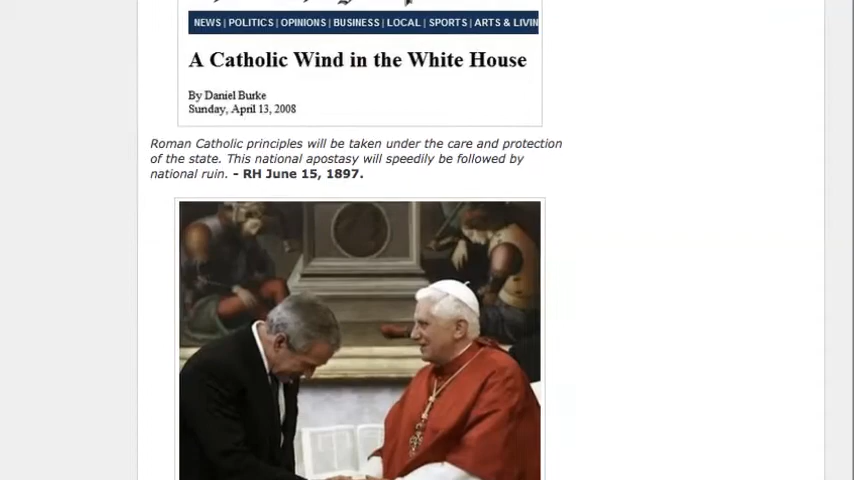 NEWS | POLITICS | OPINIONS | BUSINESS | LOCAL | SPORTS | ARTS & LIVIN
A Catholic Wind in the White House
By Daniel Burke
Sunday, April 13, 2008
Roman Catholic principles will be taken under the care and protection
of the state. This national apostasy will speedily be followed by
national ruin. - RH June 15, 1897.